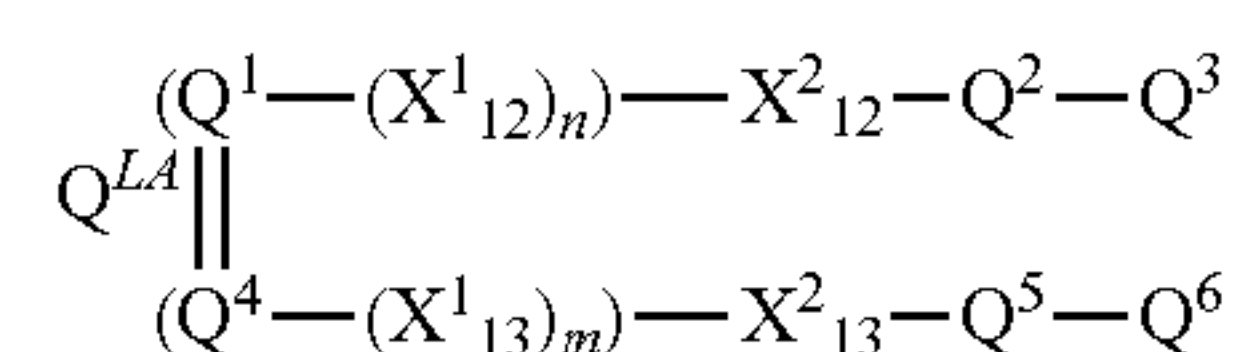 (Q¹—(X¹₁₂)ₙ)—X²₁₂—Q²—Q³
Q^LA
(Q⁴—(X¹₁₃)ₘ)—X²₁₃—Q⁵—Q⁶